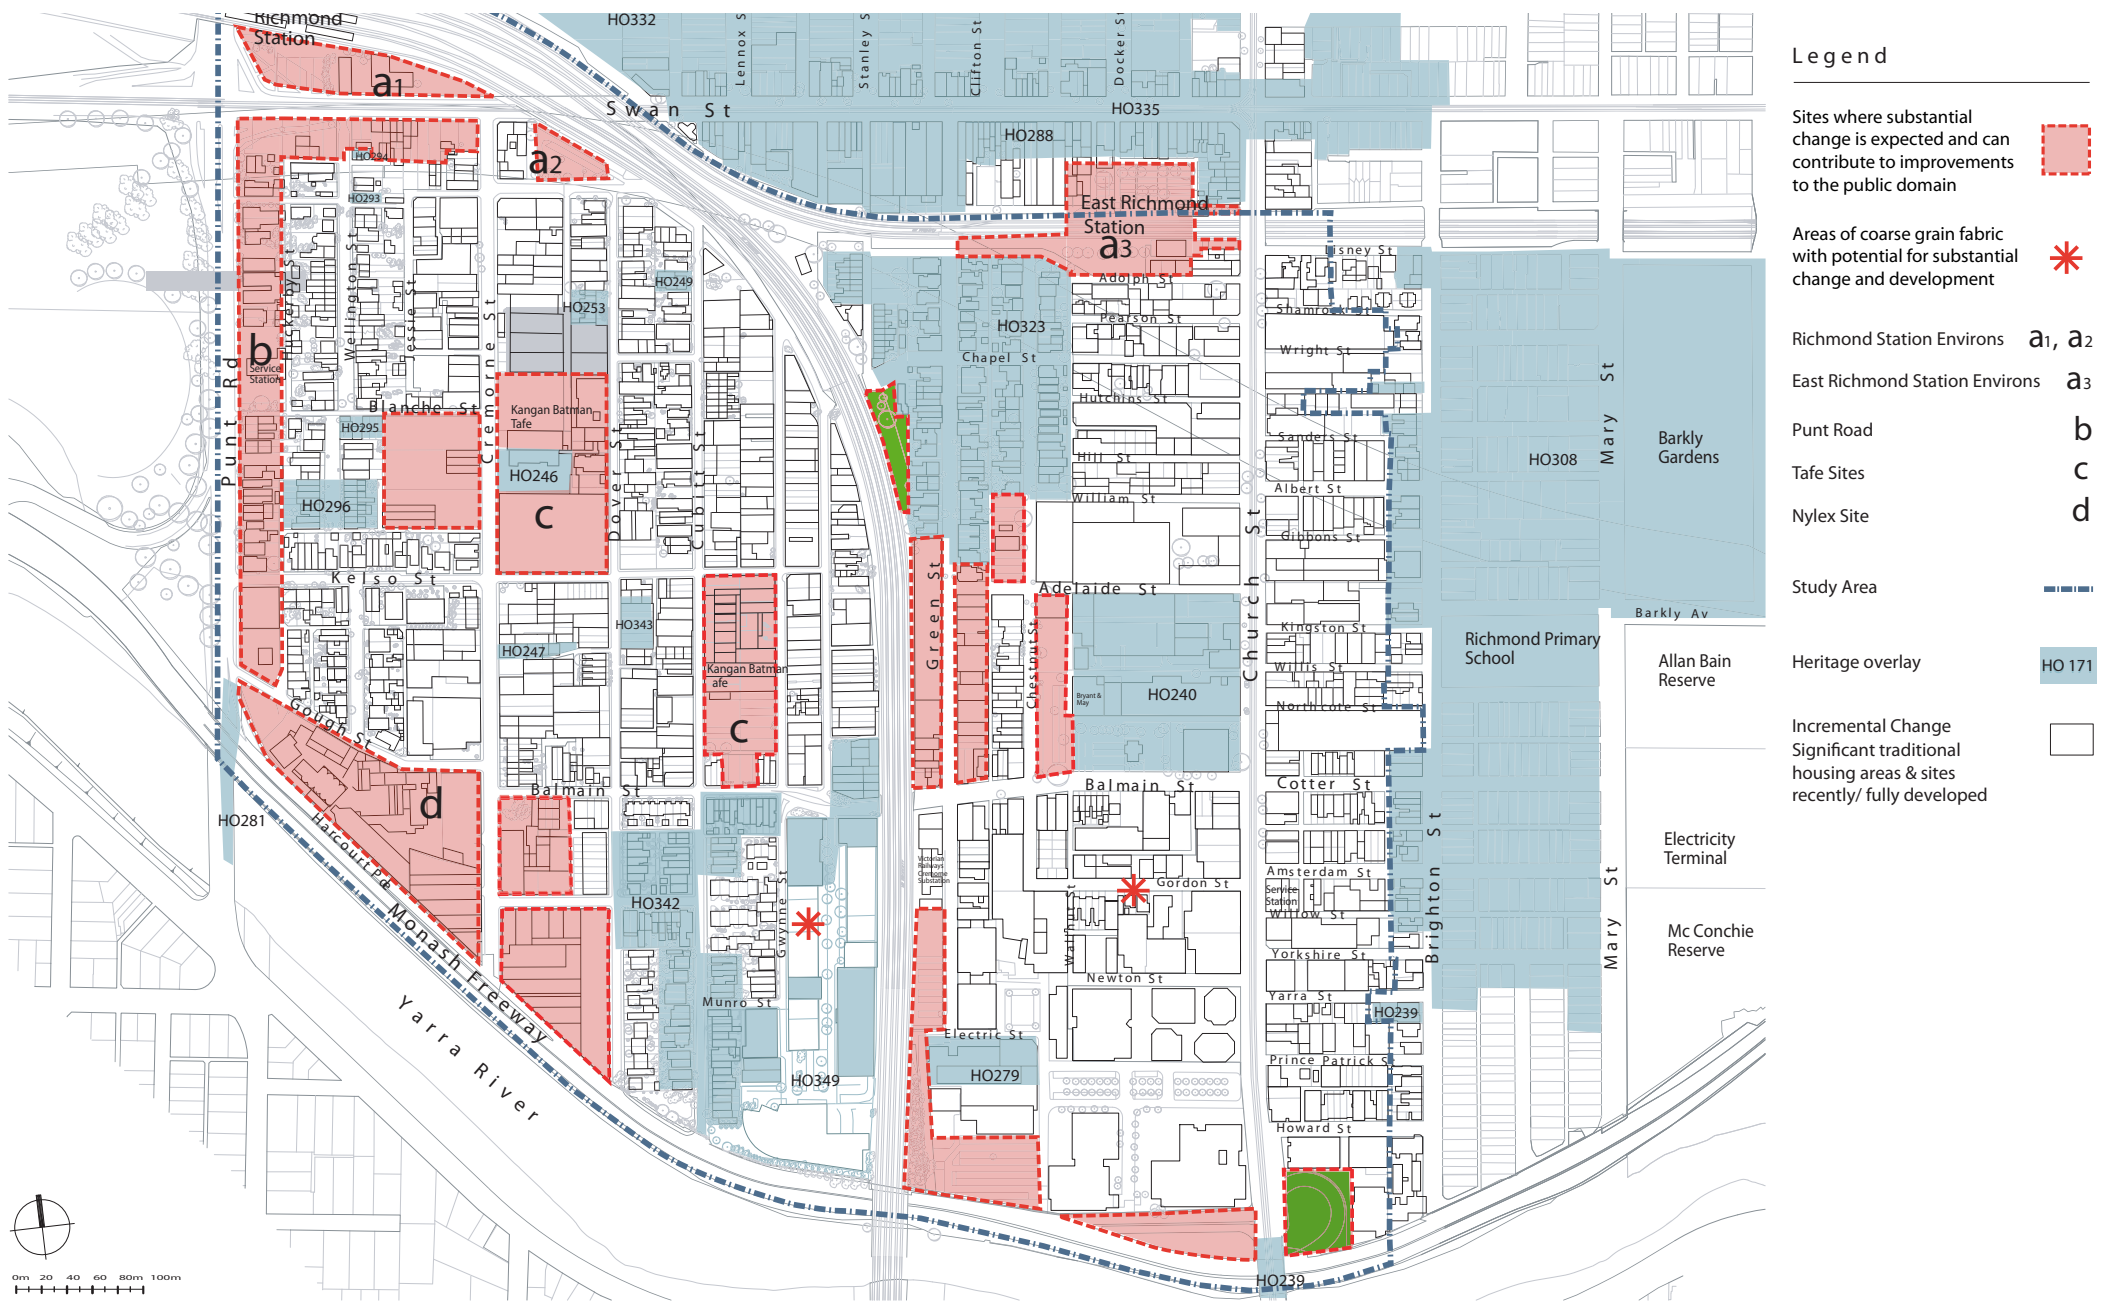 Richmond
Station
a1
HO332
Lennox S
Stanley S
Clifton St
Docker St
Swan St
HO335
HO288
HO294
a2
HO293
East Richmond
Station
a3
Adolph St
HO249
HO253
HO323
Pearson St
Chapel St
Shamrock St
Wright St
Wellington St
Cremorne St
Punt Rd
b
Service
Station
Blanche St
HO295
Kangan Batman
Tafe
HO246
HO296
c
Dover St
Cubitt St
Hutchins St
Sanders St
Hill St
William St
Albert St
Gibbons St
HO308
Mary St
Barkly
Gardens
Kelso St
Green St
Adelaide St
Church St
Kingston St
Barkly Av
HO343
HO247
Kangan Batman
afe
c
Chestnut St
Bryant &
May
HO240
Willis St
Northcote St
Richmond Primary
School
Allan Bain
Reserve
Gough St
d
HO281
Harcourt Pde
Balmain St
Balmain St
Cotter St
Victorian
Railways
Cremorne
Substation
Gordon St
Amsterdam St
Service
Station
Willow St
Brighton St
Mary St
Electricity
Terminal
Mc Conchie
Reserve
HO342
Gwynne St
Walnut St
Monash Freeway
Yarra River
Munro St
Newton St
Yorkshire St
Yarra St
HO239
Electric St
HO349
HO279
Prince Patrick S
Howard St
HO239
0m 20 40 60 80m 100m
Legend
Sites where substantial
change is expected and can
contribute to improvements
to the public domain
Areas of coarse grain fabric
with potential for substantial
change and development
Richmond Station Environs a1, a2
East Richmond Station Environs a3
Punt Road b
Tafe Sites c
Nylex Site d
Study Area
Heritage overlay HO 171
Incremental Change
Significant traditional
housing areas & sites
recently/ fully developed